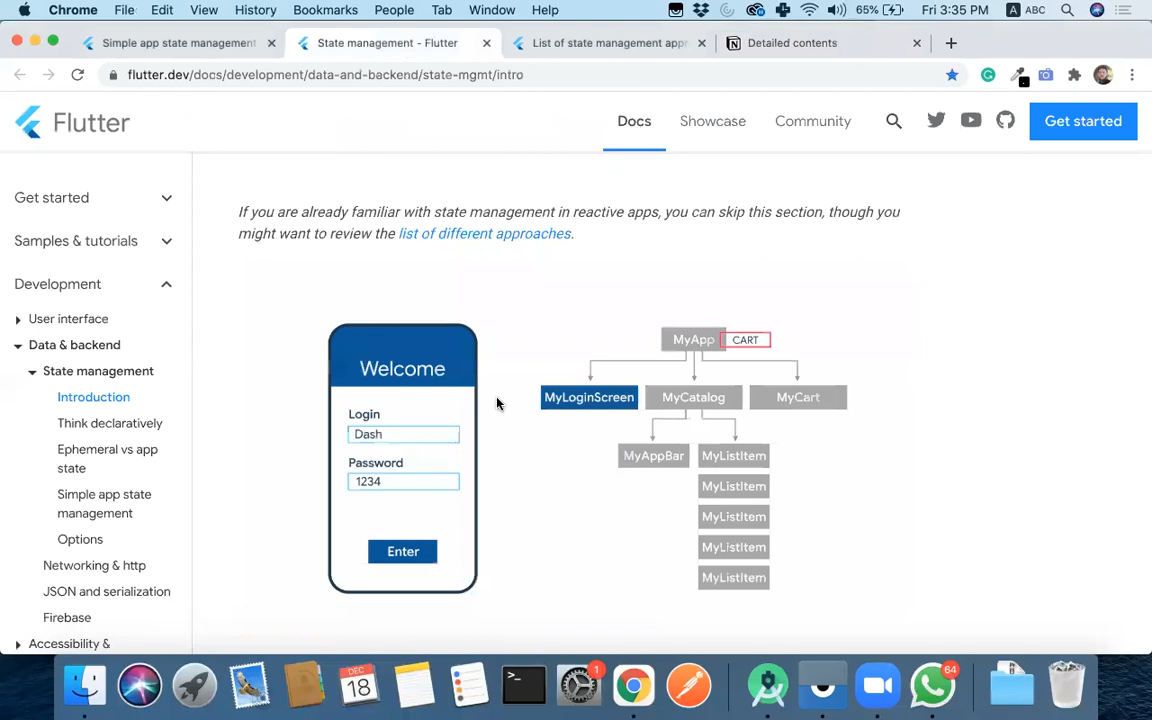 Chrome File Edit View History Bookmarks People Tab Window Help 65% Fri 3:35 PM A ABC
Simple app state management State management - Flutter List of state management appr Detailed contents
flutter.dev/docs/development/data-and-backend/state-mgmt/intro
Flutter Docs Showcase Community Get started
Get started
Samples & tutorials
Development
User interface
Data & backend
State management
Introduction
Think declaratively
Ephemeral vs app
state
Simple app state
management
Options
Networking & http
JSON and serialization
Firebase
Accessibility &
If you are already familiar with state management in reactive apps, you can skip this section, though you
might want to review the list of different approaches.
Welcome
Login
Dash
Password
1234
Enter
MyApp CART
MyLoginScreen MyCatalog MyCart
MyAppBar MyListItem
MyListItem
MyListItem
MyListItem
MyListItem
DEC
18
1
64